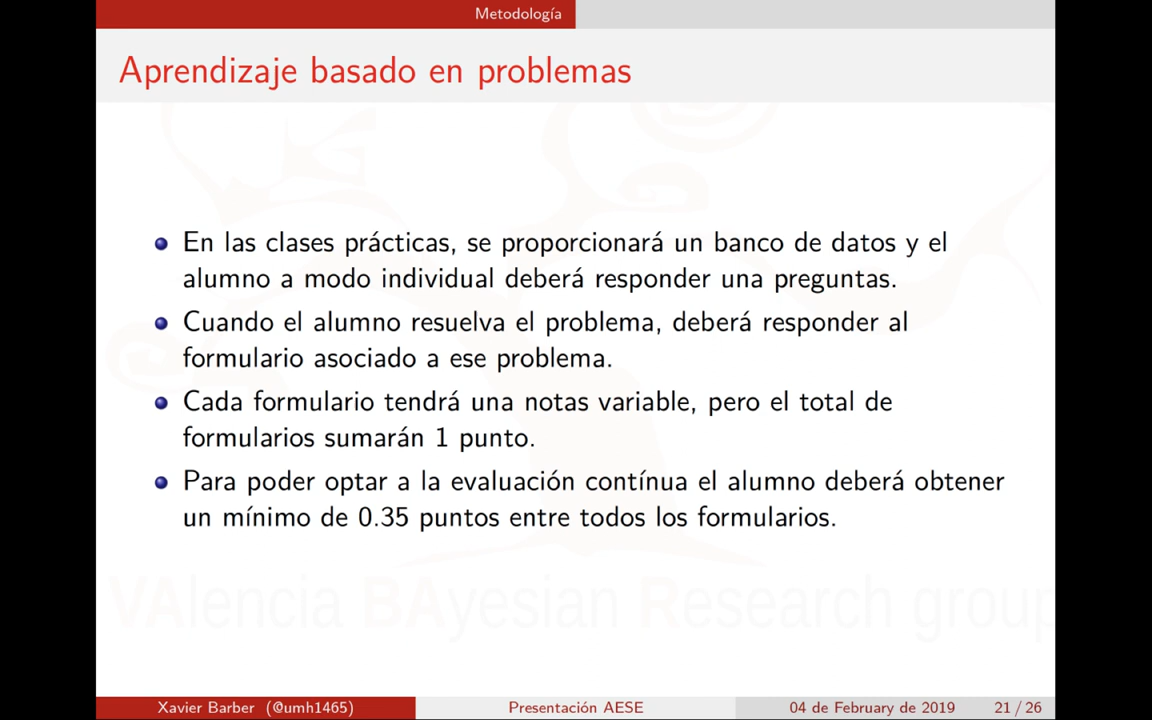 Metodología
Aprendizaje basado en problemas
En las clases prácticas, se proporcionará un banco de datos y el
alumno a modo individual deberá responder una preguntas.
Cuando el alumno resuelva el problema, deberá responder al
formulario asociado a ese problema.
Cada formulario tendrá una notas variable, pero el total de
formularios sumarán 1 punto.
Para poder optar a la evaluación contínua el alumno deberá obtener
un mínimo de 0.35 puntos entre todos los formularios.
VAlencia BAyesian Research group
Xavier Barber (@umh1465)
Presentación AESE
04 de February de 2019
21 / 26